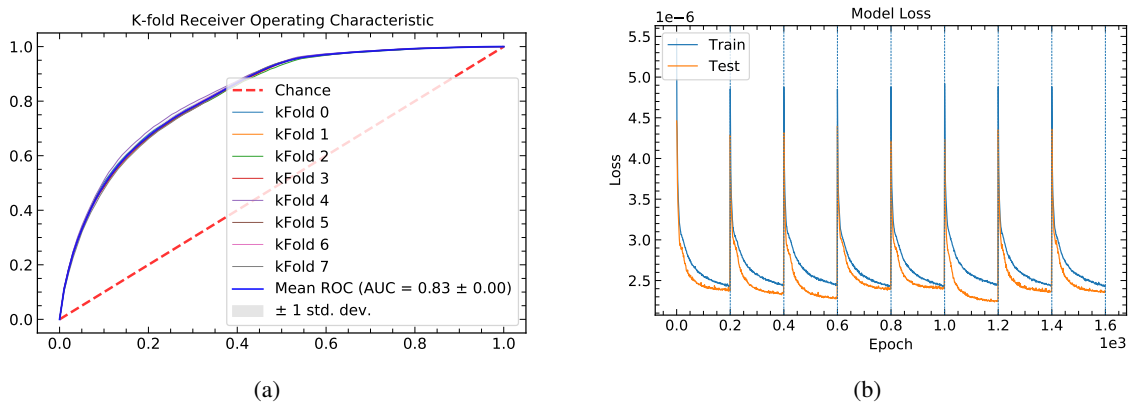 K-fold Receiver Operating Characteristic
1.0
0.8
0.6
0.4
0.2
0.0
0.0 0.2 0.4 0.6 0.8 1.0
Chance
kFold 0
kFold 1
kFold 2
kFold 3
kFold 4
kFold 5
kFold 6
kFold 7
Mean ROC (AUC = 0.83 ± 0.00)
± 1 std. dev.
(a)
Model Loss
1e−6
5.5
5.0
4.5
4.0
3.5
3.0
2.5
Loss
Train
Test
0.0 0.2 0.4 0.6 0.8 1.0 1.2 1.4 1.6
Epoch
1e3
(b)